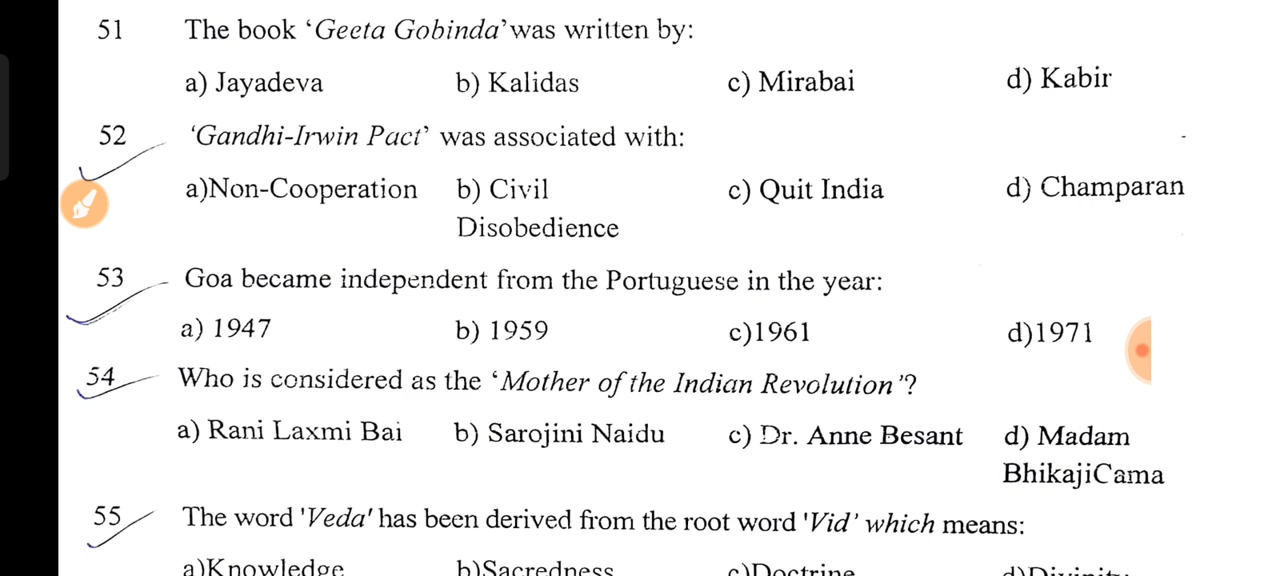 51 The book ‘Geeta Gobinda’was written by:
a) Jayadeva b) Kalidas c) Mirabai d) Kabir
52 ‘Gandhi-Irwin Pact’ was associated with:
a)Non-Cooperation b) Civil c) Quit India d) Champaran
Disobedience
53 Goa became independent from the Portuguese in the year:
a) 1947 b) 1959 c)1961 d)1971
54 Who is considered as the ‘Mother of the Indian Revolution’?
a) Rani Laxmi Bai b) Sarojini Naidu c) Dr. Anne Besant d) Madam
BhikajiCama
55 The word 'Veda' has been derived from the root word 'Vid' which means:
a)Knowledge b)Sacredness c)Doctrine d)Divinity